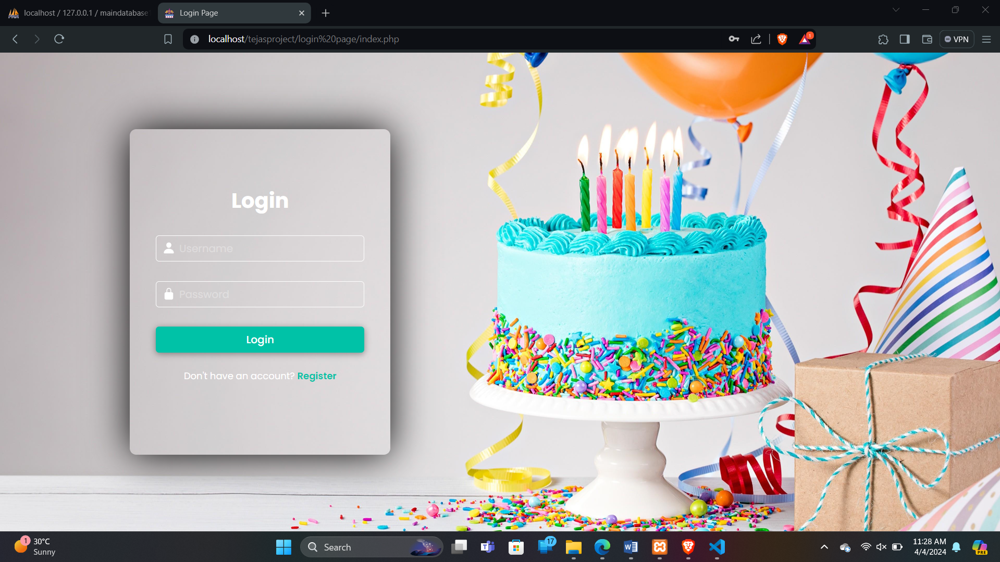 localhost / 127.0.0.1 / maindatabase
Login Page
localhost/tejasproject/login%20page/index.php
1
VPN
Login
Username
Password
Login
Don't have an account? Register
1
30°C
Sunny
Search
17
11:28 AM
4/4/2024
PRE